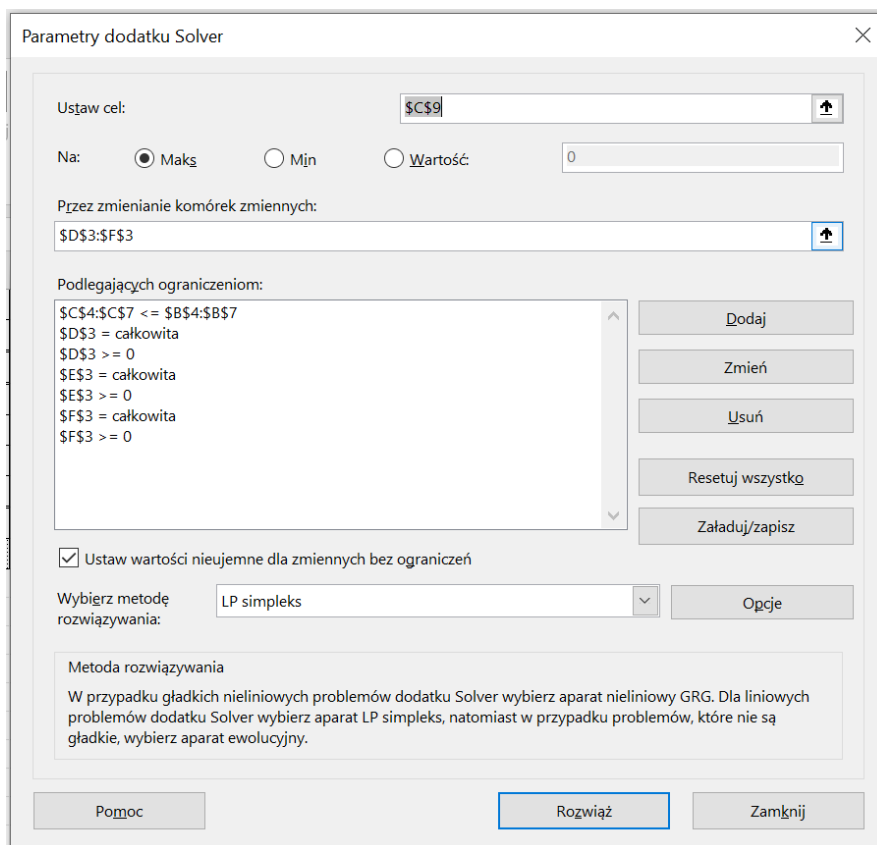 Parametry dodatku Solver
Ustaw cel:
$C$9
Na:
Maks
Min
Wartość:
0
Przez zmienianie komórek zmiennych:
$D$3:$F$3
Podlegających ograniczeniom:
$C$4:$C$7 <= $B$4:$B$7
$D$3 = całkowita
$D$3 >= 0
$E$3 = całkowita
$E$3 >= 0
$F$3 = całkowita
$F$3 >= 0
Dodaj
Zmień
Usuń
Resetuj wszystko
Załaduj/zapisz
Ustaw wartości nieujemne dla zmiennych bez ograniczeń
Wybierz metodę
rozwiązywania:
LP simpleks
Opcje
Metoda rozwiązywania
W przypadku gładkich nieliniowych problemów dodatku Solver wybierz aparat nieliniowy GRG. Dla liniowych
problemów dodatku Solver wybierz aparat LP simpleks, natomiast w przypadku problemów, które nie są
gładkie, wybierz aparat ewolucyjny.
Pomoc
Rozwiąż
Zamknij